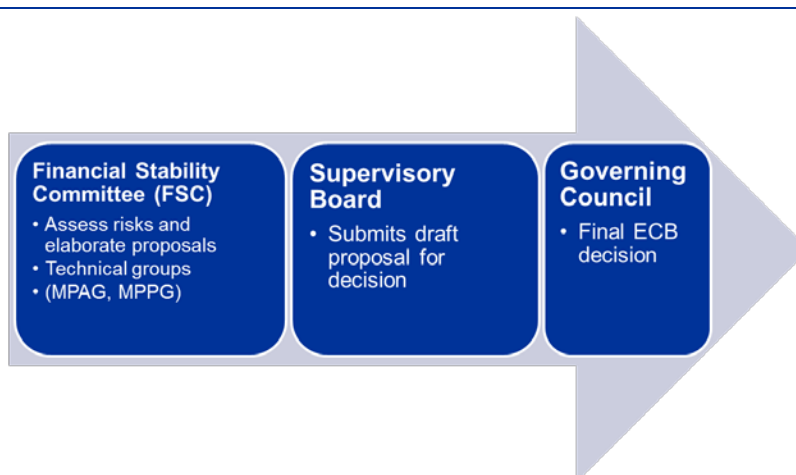 Financial Stability
Committee (FSC)
• Assess risks and
elaborate proposals
• Technical groups
• (MPAG, MPPG)
Supervisory
Board
• Submits draft
proposal for
decision
Governing
Council
• Final ECB
decision